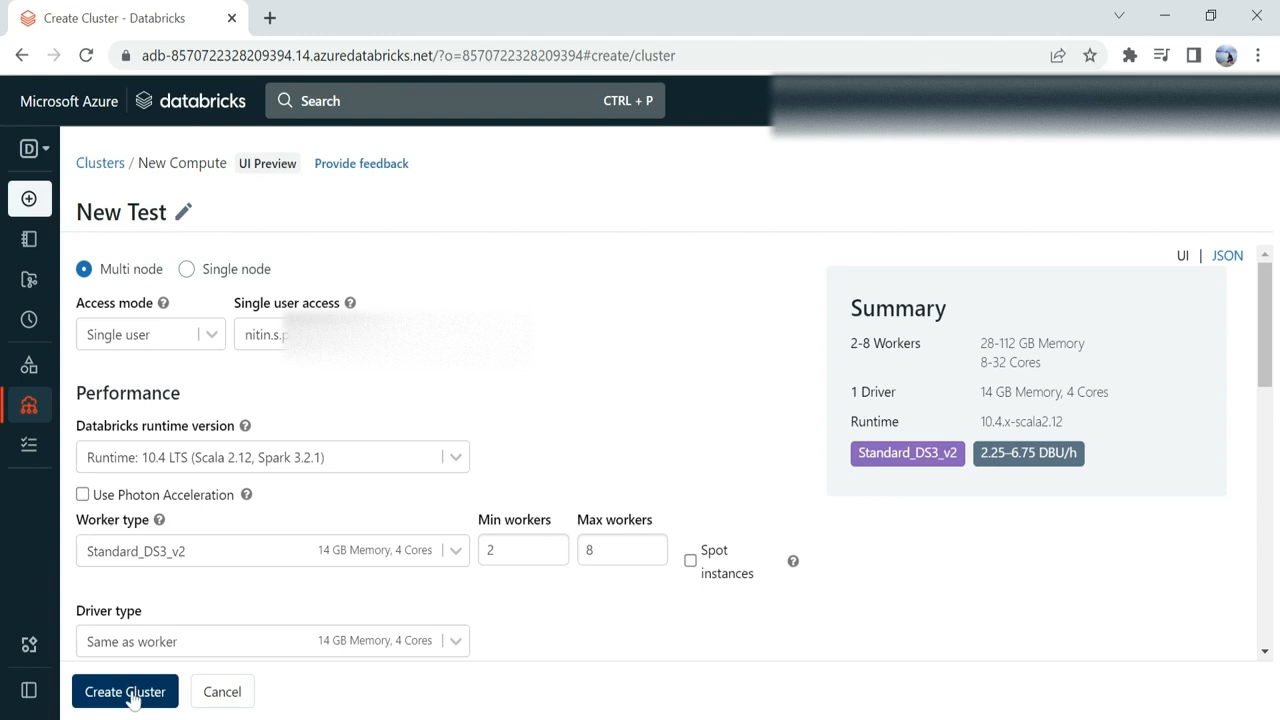 Create Cluster - Databricks
adb-8570722328209394.14.azuredatabricks.net/?o=8570722328209394#create/cluster
Microsoft Azure databricks Search CTRL + P
D
Clusters / New Compute UI Preview Provide feedback
New Test
UI | JSON
Multi node Single node
Access mode Single user access
Single user nitin.s.p
Summary
2-8 Workers 28-112 GB Memory
8-32 Cores
1 Driver 14 GB Memory, 4 Cores
Runtime 10.4.x-scala2.12
Standard_DS3_v2 2.25–6.75 DBU/h
Performance
Databricks runtime version
Runtime: 10.4 LTS (Scala 2.12, Spark 3.2.1)
Use Photon Acceleration
Worker type Min workers Max workers
Standard_DS3_v2 14 GB Memory, 4 Cores 2 8 Spot
instances
Driver type
Same as worker 14 GB Memory, 4 Cores
Create Cluster Cancel